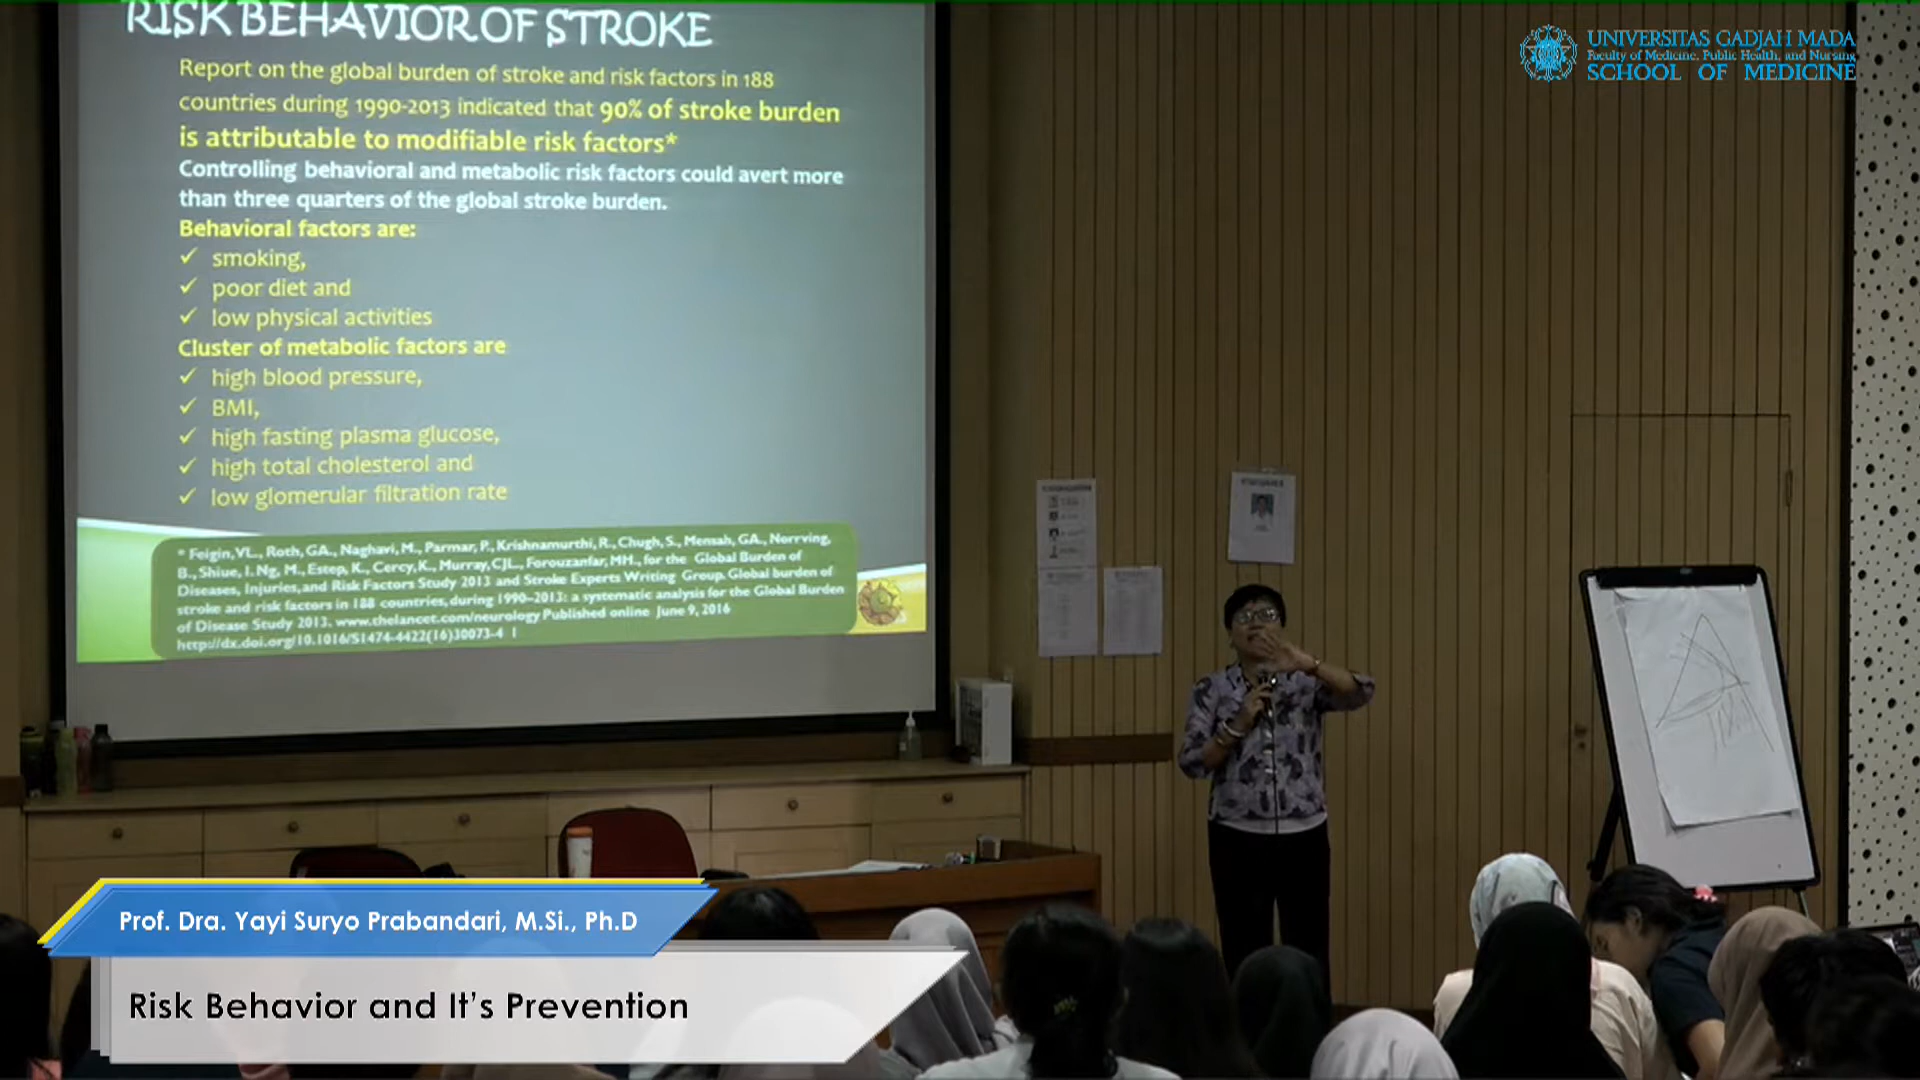 RISK BEHAVIOR OF STROKE
UNIVERSITAS GADJAH MADA
Faculty of Medicine, Public Health, and Nursing
SCHOOL OF MEDICINE
Report on the global burden of stroke and risk factors in 188
countries during 1990-2013 indicated that 90% of stroke burden
is attributable to modifiable risk factors*
Controlling behavioral and metabolic risk factors could avert more
than three quarters of the global stroke burden.
Behavioral factors are:
✓ smoking,
✓ poor diet and
✓ low physical activities
Cluster of metabolic factors are
✓ high blood pressure,
✓ BMI,
✓ high fasting plasma glucose,
✓ high total cholesterol and
✓ low glomerular filtration rate
* Feigin, VL., Roth, GA., Naghavi, M., Parmar, P., Krishnamurthi, R., Chugh, S., Mensah, GA., Norrving,
B., Shiue, I. Ng, M., Estep, K., Cercy, K., Murray, CJL., Forouzanfar, MH., for the Global Burden of
Diseases, Injuries, and Risk Factors Study 2013 and Stroke Experts Writing Group. Global burden of
stroke and risk factors in 188 countries, during 1990–2013: a systematic analysis for the Global Burden
of Disease Study 2013. www.thelancet.com/neurology Published online June 9, 2016
http://dx.doi.org/10.1016/S1474-4422(16)30073-4 1
Prof. Dra. Yayi Suryo Prabandari, M.Si., Ph.D
Risk Behavior and It's Prevention